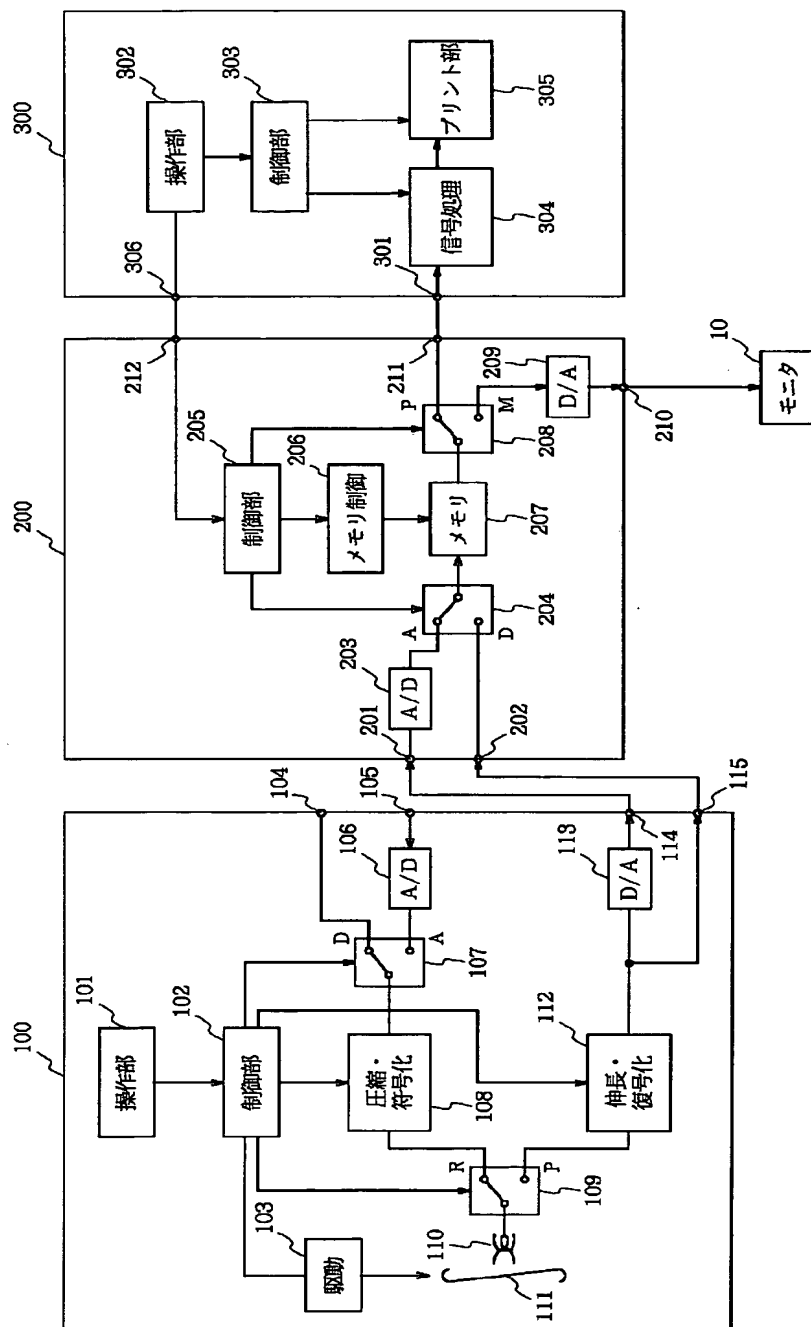 100
101
操作部
102
制御部
103
駆動
104
105
106
A/D
D
A
107
圧縮・
符号化
108
R
P
109
110
111
112
伸長・
復号化
113
D/A
114
115
200
201
202
203
A/D
A
D
204
205
制御部
206
メモリ制御
メモリ
207
P
M
208
209
D/A
210
211
212
10
モニタ
300
301
302
操作部
303
制御部
信号処理
304
プリント部
305
306